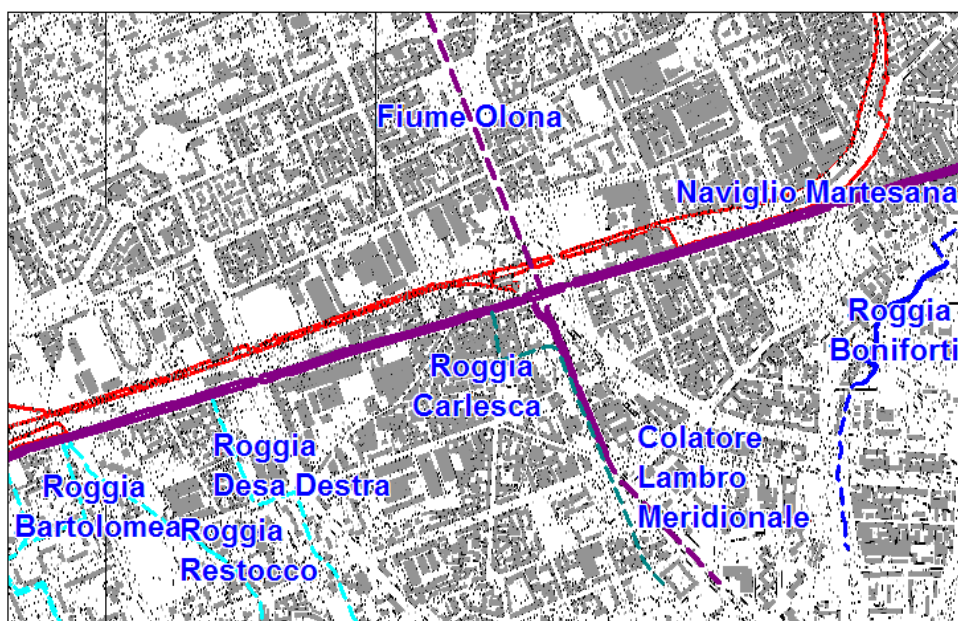 Fiume Olona
Naviglio Martesana
Roggia
Boniforti
Roggia
Carlesca
Colatore
Lambro
Meridionale
Roggia
Desa Destra
Roggia
Bartolomea
Roggia
Restocco